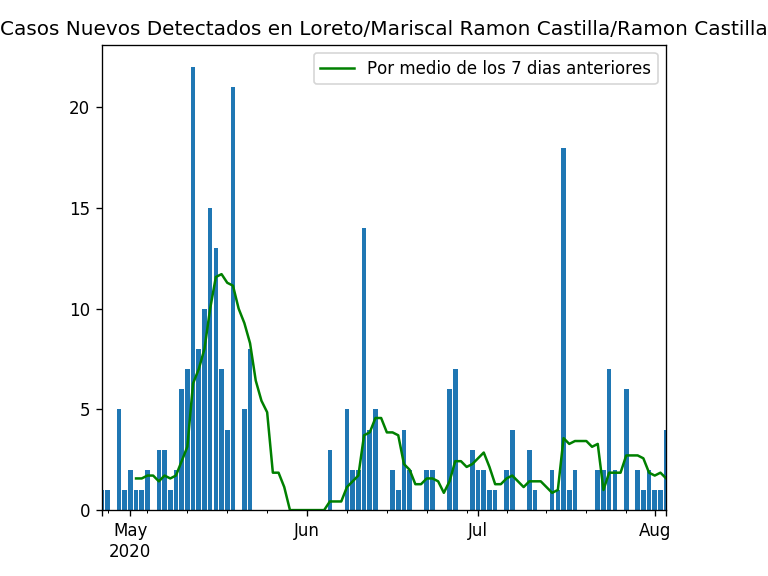 Casos Nuevos Detectados en Loreto/Mariscal Ramon Castilla/Ramon Castilla
Por medio de los 7 dias anteriores
20
15
10
5
0
May
2020
Jun
Jul
Aug